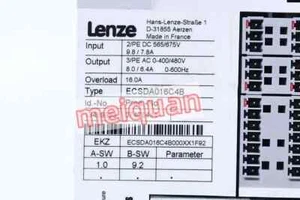 Lenze
Hans-Lenze-Straße 1
D-31855 Aerzen
Made in France
Input 2/PE DC 565/675V
9.8 / 7.8A
Output 3/PE AC 0-400/480V
8.0 / 6.4A 0-600Hz
Overload 16.0A
Type ECSDA016C4B
Id.-No
meiquan
EKZ ECSDA016C4B000XX1F92
A-SW B-SW Parameter
1.0 9.2